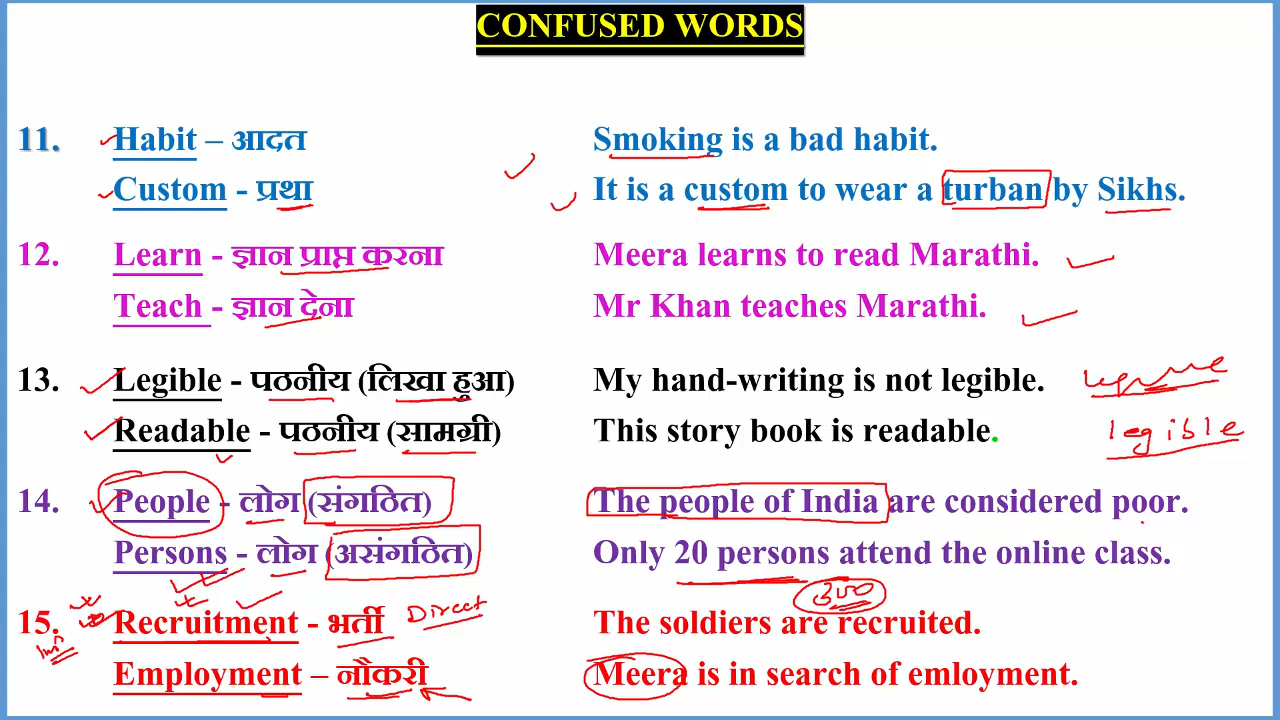 CONFUSED WORDS
11. Habit – आदत Smoking is a bad habit.
Custom - प्रथा It is a custom to wear a turban by Sikhs.
12. Learn - ज्ञान प्राप्त करना Meera learns to read Marathi.
Teach - ज्ञान देना Mr Khan teaches Marathi.
13. Legible - पठनीय (लिखा हुआ) My hand-writing is not legible.
Readable - पठनीय (सामग्री) This story book is readable. legible
14. People - लोग (संगठित) The people of India are considered poor.
Persons - लोग (असंगठित) Only 20 persons attend the online class.
350
15. Recruitment - भर्ती Direct The soldiers are recruited.
Employment – नौकरी Meera is in search of emloyment.